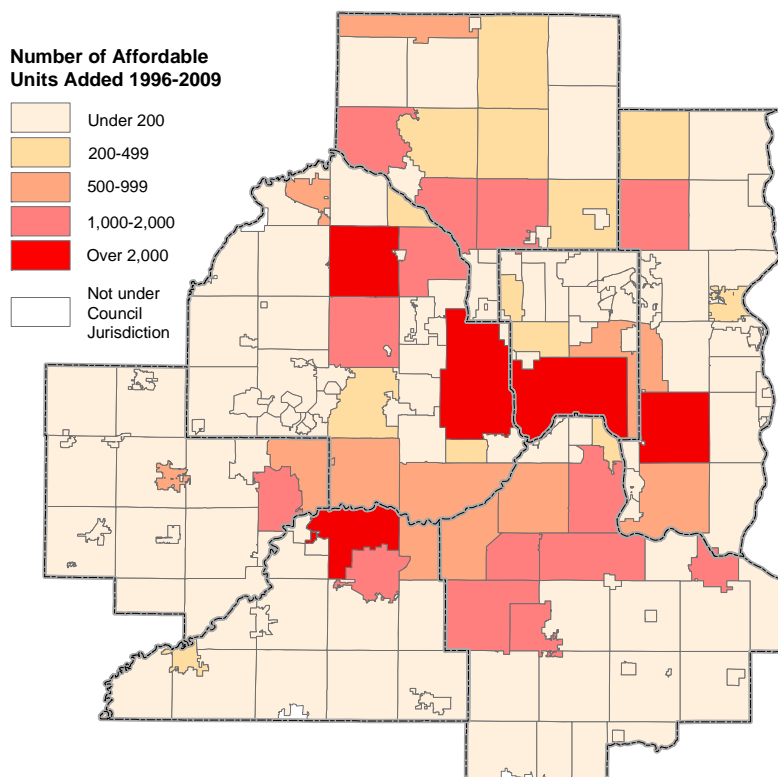 Number of Affordable
Units Added 1996-2009
Under 200
200-499
500-999
1,000-2,000
Over 2,000
Not under
Council
Jurisdiction